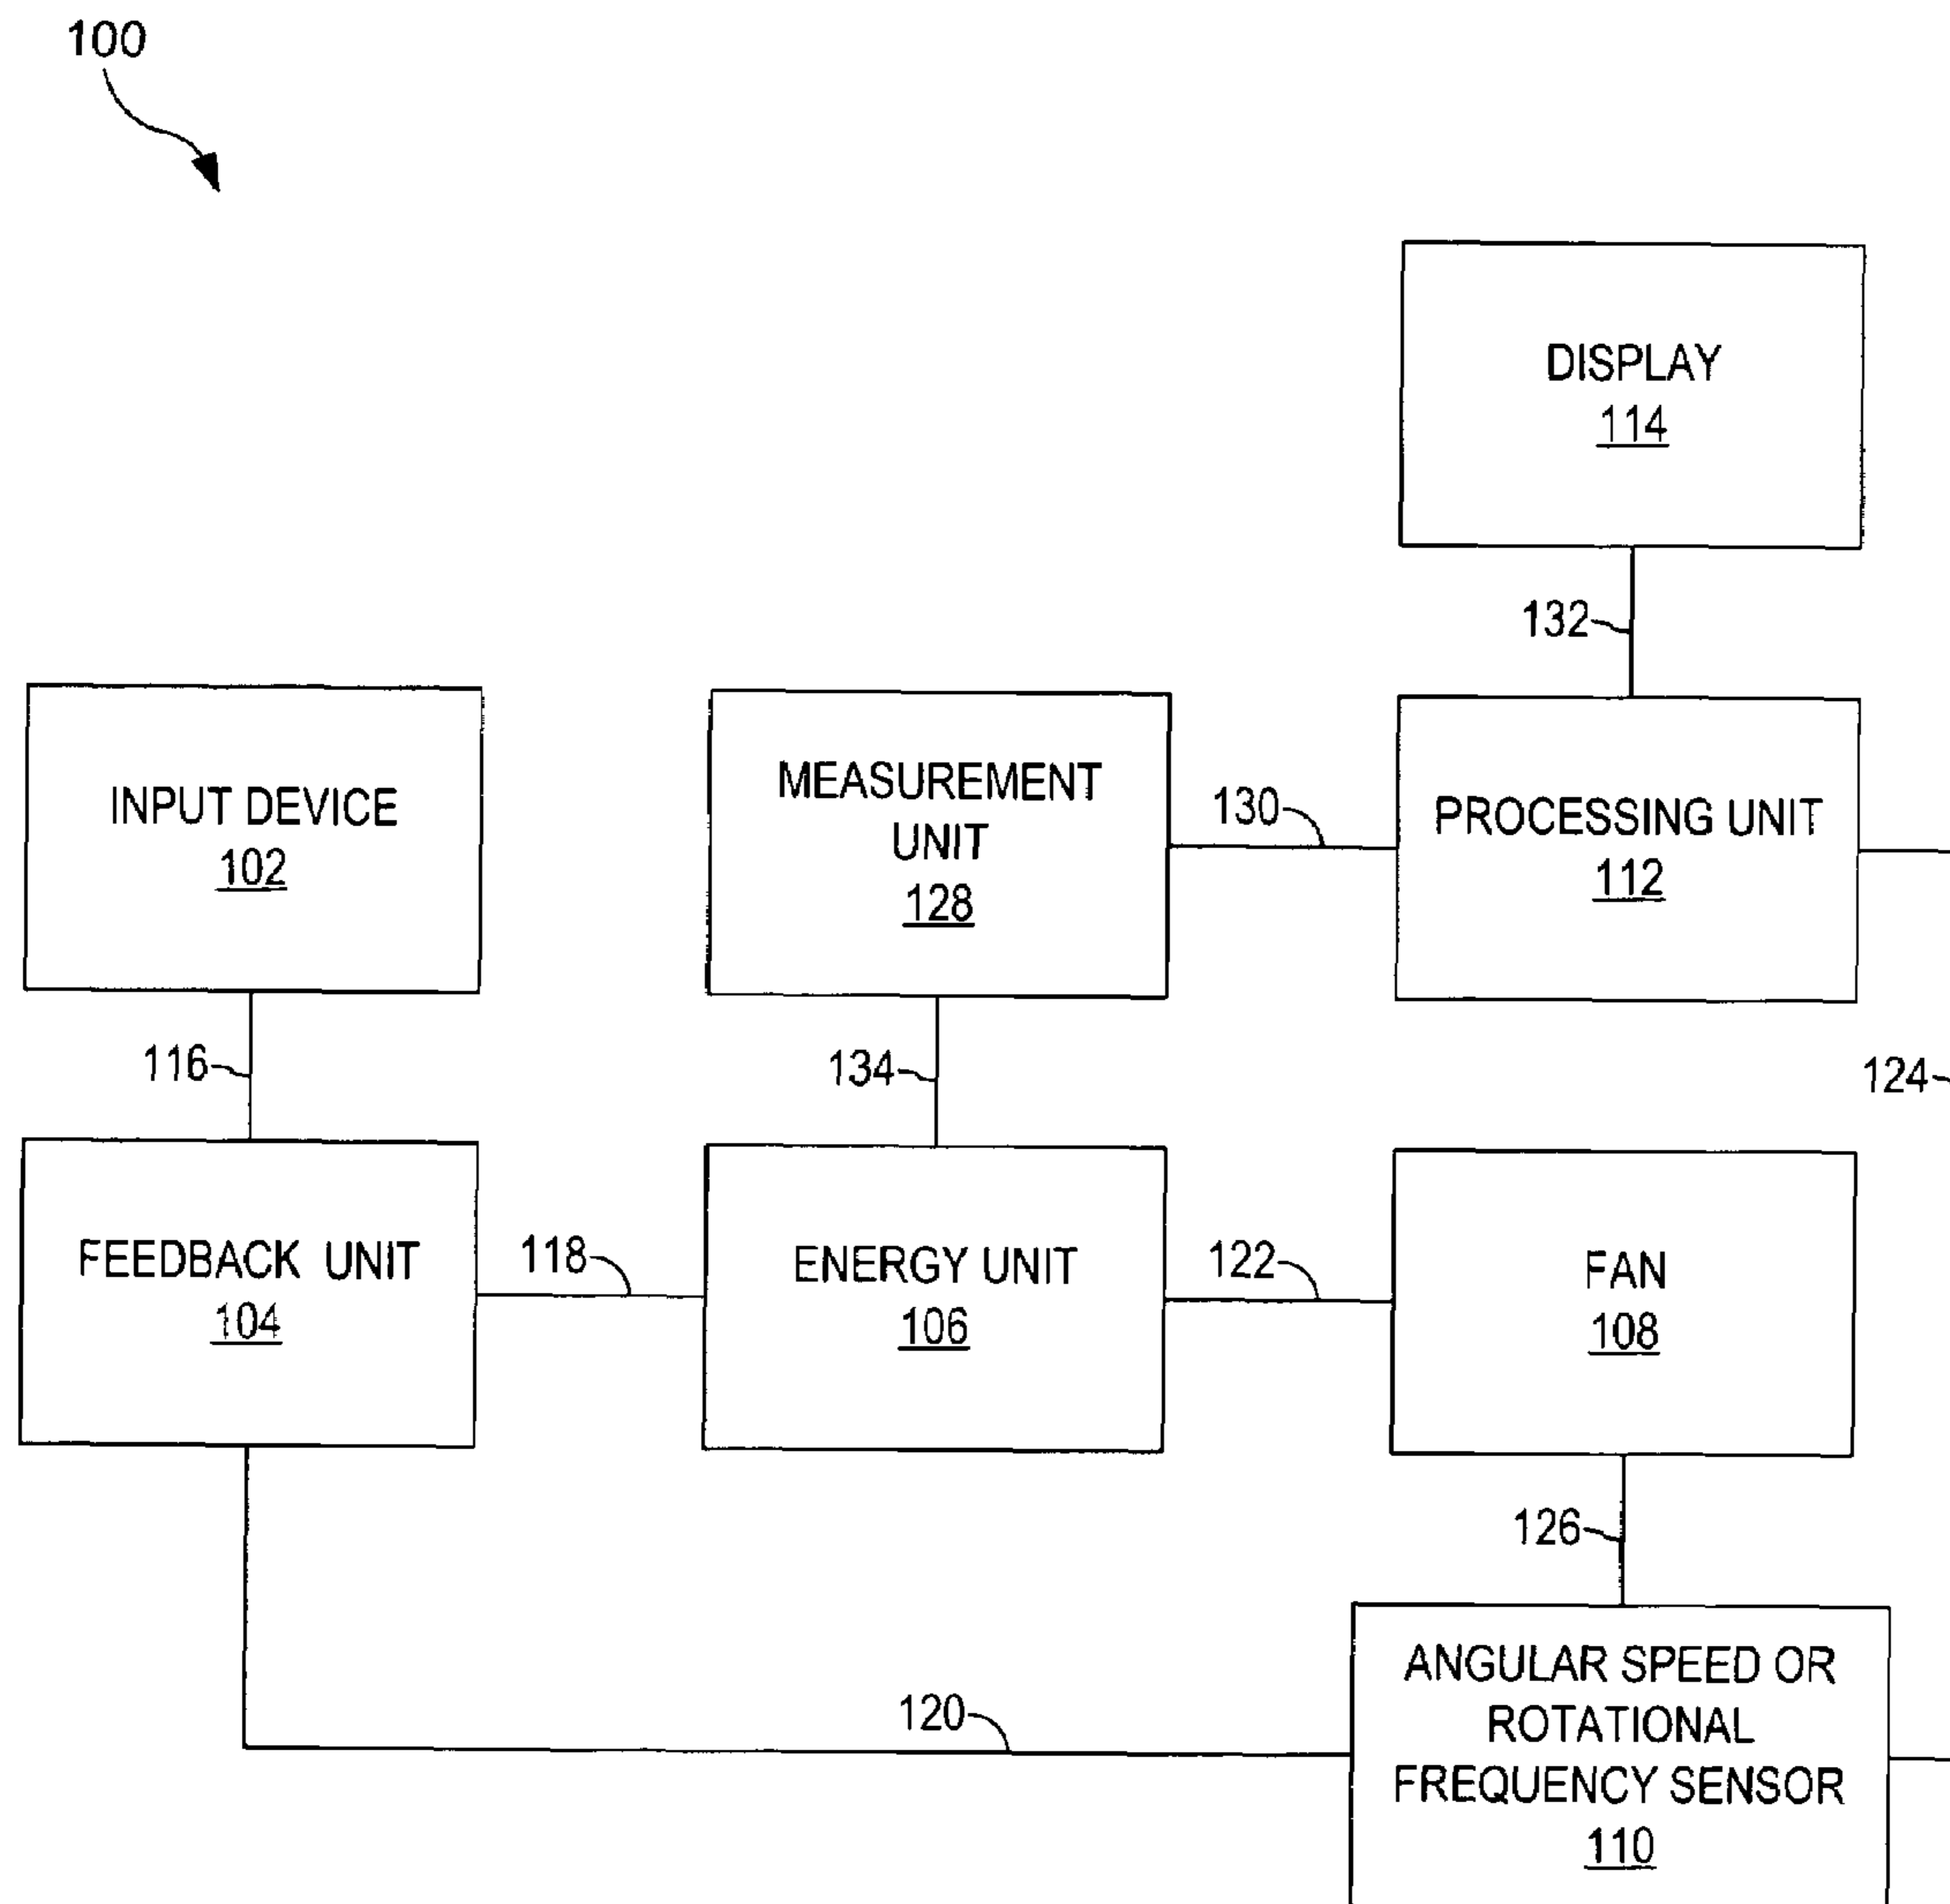 100
DISPLAY
114
132
INPUT DEVICE
102
MEASUREMENT
UNIT
128
130
PROCESSING UNIT
112
116
134
124
FEEDBACK UNIT
104
118
ENERGY UNIT
106
122
FAN
108
126
120
ANGULAR SPEED OR
ROTATIONAL
FREQUENCY SENSOR
110